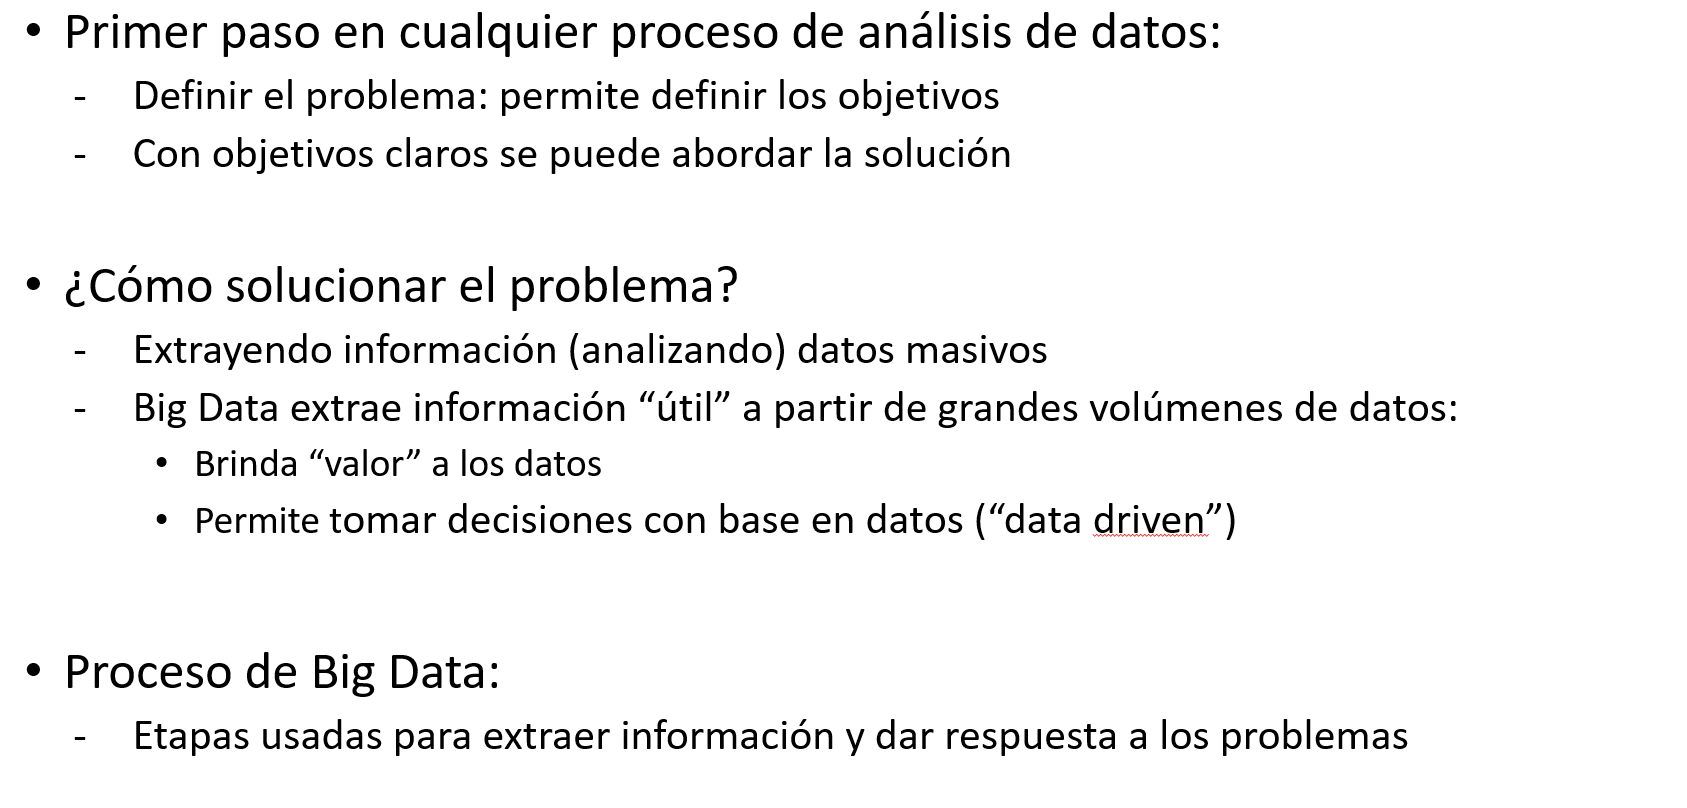 • Primer paso en cualquier proceso de análisis de datos:
- Definir el problema: permite definir los objetivos
- Con objetivos claros se puede abordar la solución
• ¿Cómo solucionar el problema?
- Extrayendo información (analizando) datos masivos
- Big Data extrae información “útil” a partir de grandes volúmenes de datos:
• Brinda “valor” a los datos
• Permite tomar decisiones con base en datos (“data driven”)
• Proceso de Big Data:
- Etapas usadas para extraer información y dar respuesta a los problemas